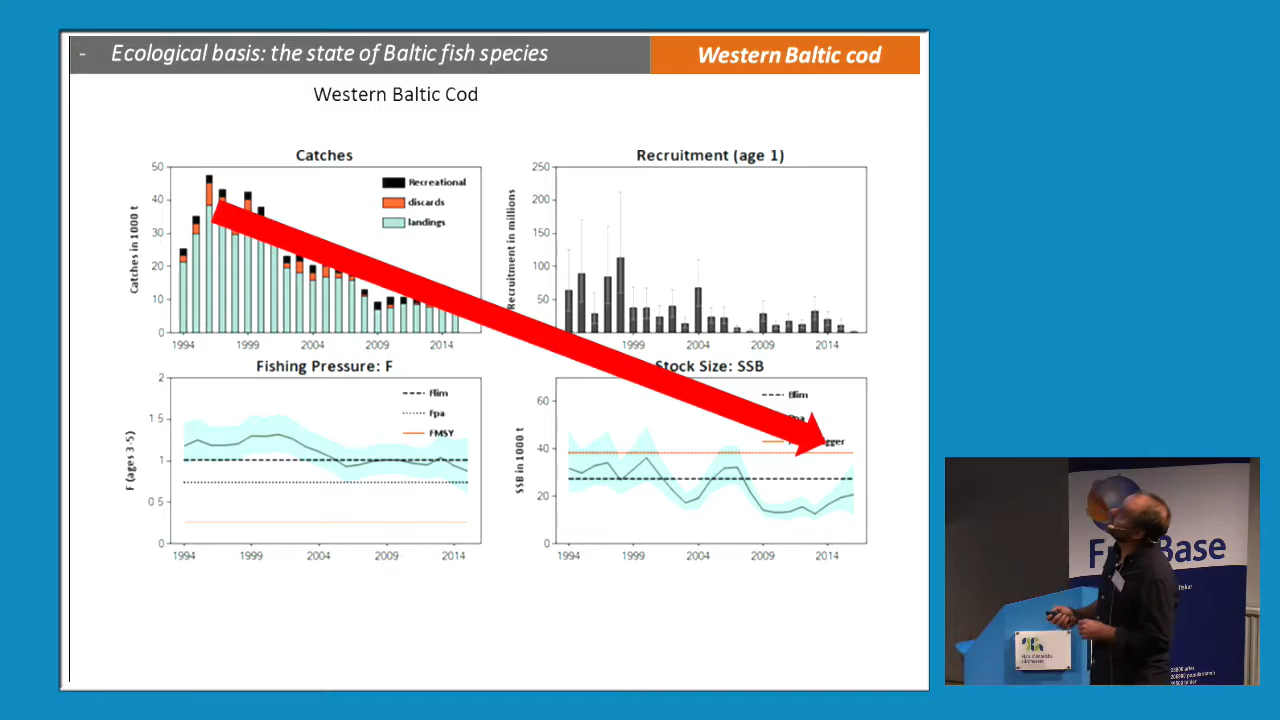 - Ecological basis: the state of Baltic fish species
Western Baltic cod
Western Baltic Cod
Catches
50
40
30
20
10
0
Catches in 1000 t
Recreational
discards
landings
1994
1999
2004
2009
2014
Recruitment (age 1)
250
200
150
100
50
Recruitment in millions
1999
2004
2009
2014
Fishing Pressure: F
2
1 5
1
0 5
0
F (ages 3-5)
Flim
Fpa
FMSY
1994
1999
2004
2009
2014
Stock Size: SSB
60
40
20
0
SSB in 1000 t
Blim
1994
1999
2004
2009
2014
Base